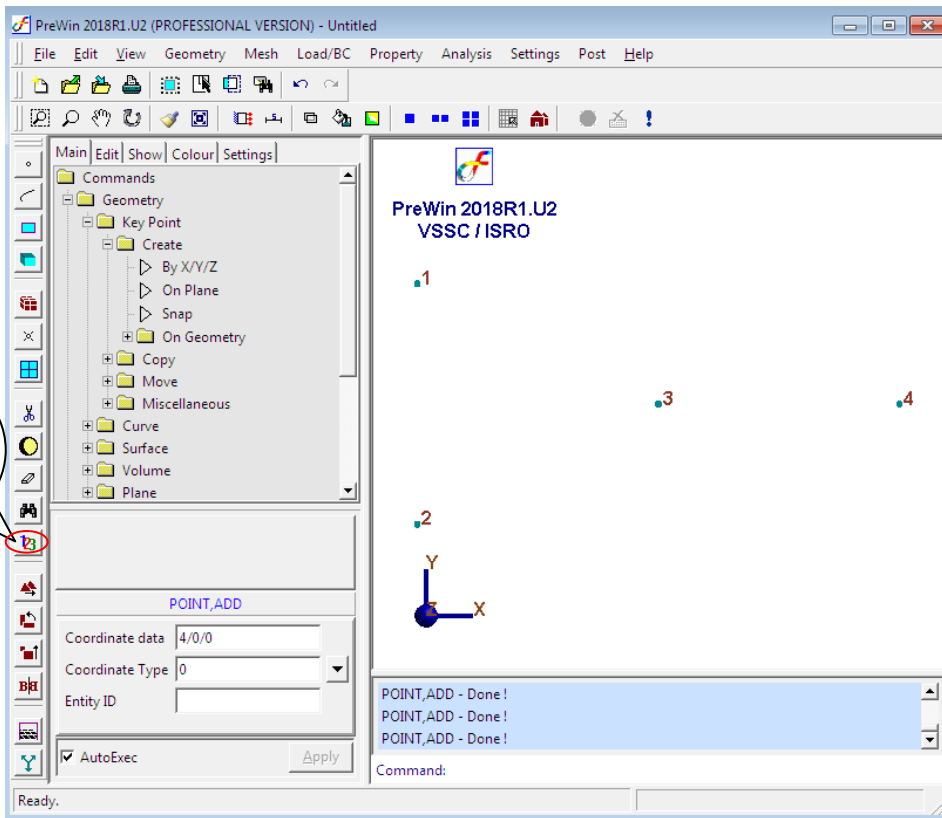 PreWin 2018R1.U2 (PROFESSIONAL VERSION) - Untitled
File Edit View Geometry Mesh Load/BC Property Analysis Settings Post Help
Main Edit Show Colour Settings
Commands
Geometry
Key Point
Create
By X/Y/Z
On Plane
Snap
On Geometry
Copy
Move
Miscellaneous
Curve
Surface
Volume
Plane
POINT,ADD
Coordinate data 4/0/0
Coordinate Type 0
Entity ID
AutoExec Apply
PreWin 2018R1.U2
VSSC / ISRO
1
3 4
2
Y
Z X
POINT,ADD - Done !
POINT,ADD - Done !
POINT,ADD - Done !
Command:
Ready.